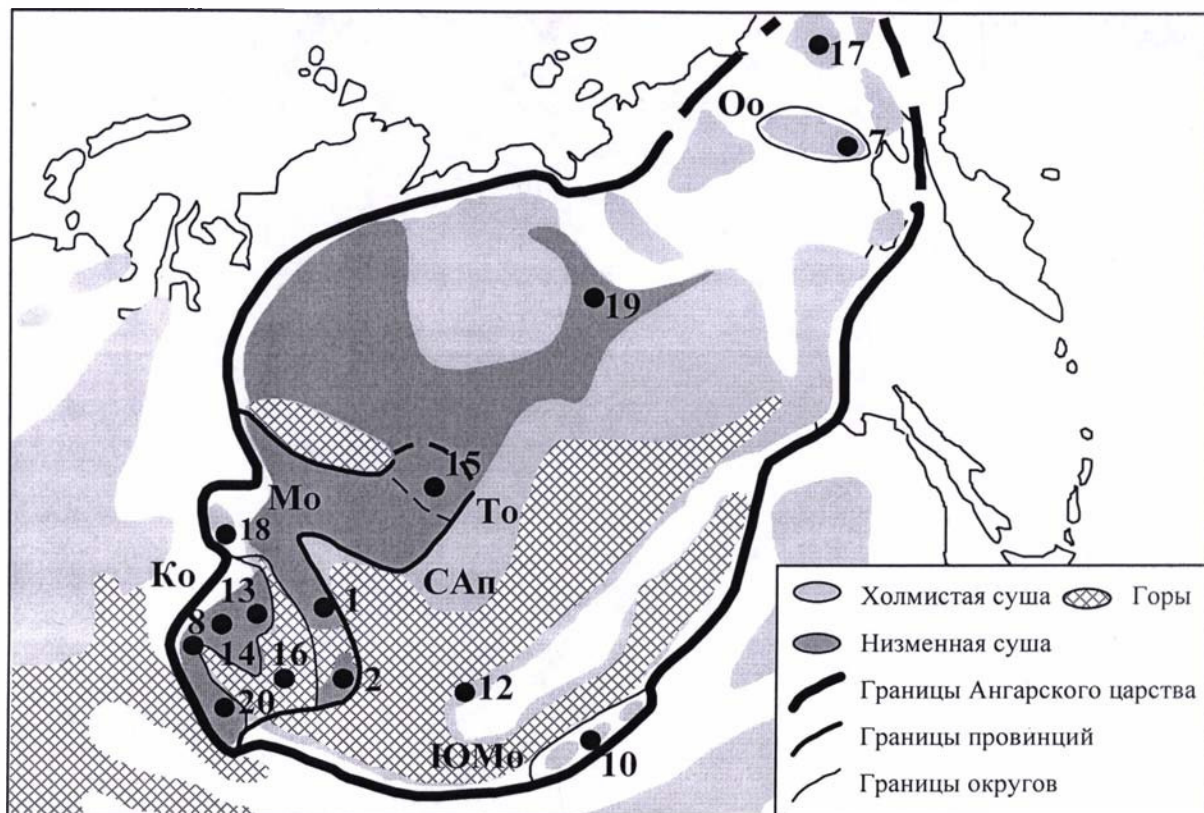 17
Оо
7
19
15
Мо
То
18
САп
Ко
13
1
8
14
16
2
12
20
ЮМо
10
Холмистая суша
Горы
Низменная суша
Границы Ангарского царства
Границы провинций
Границы округов